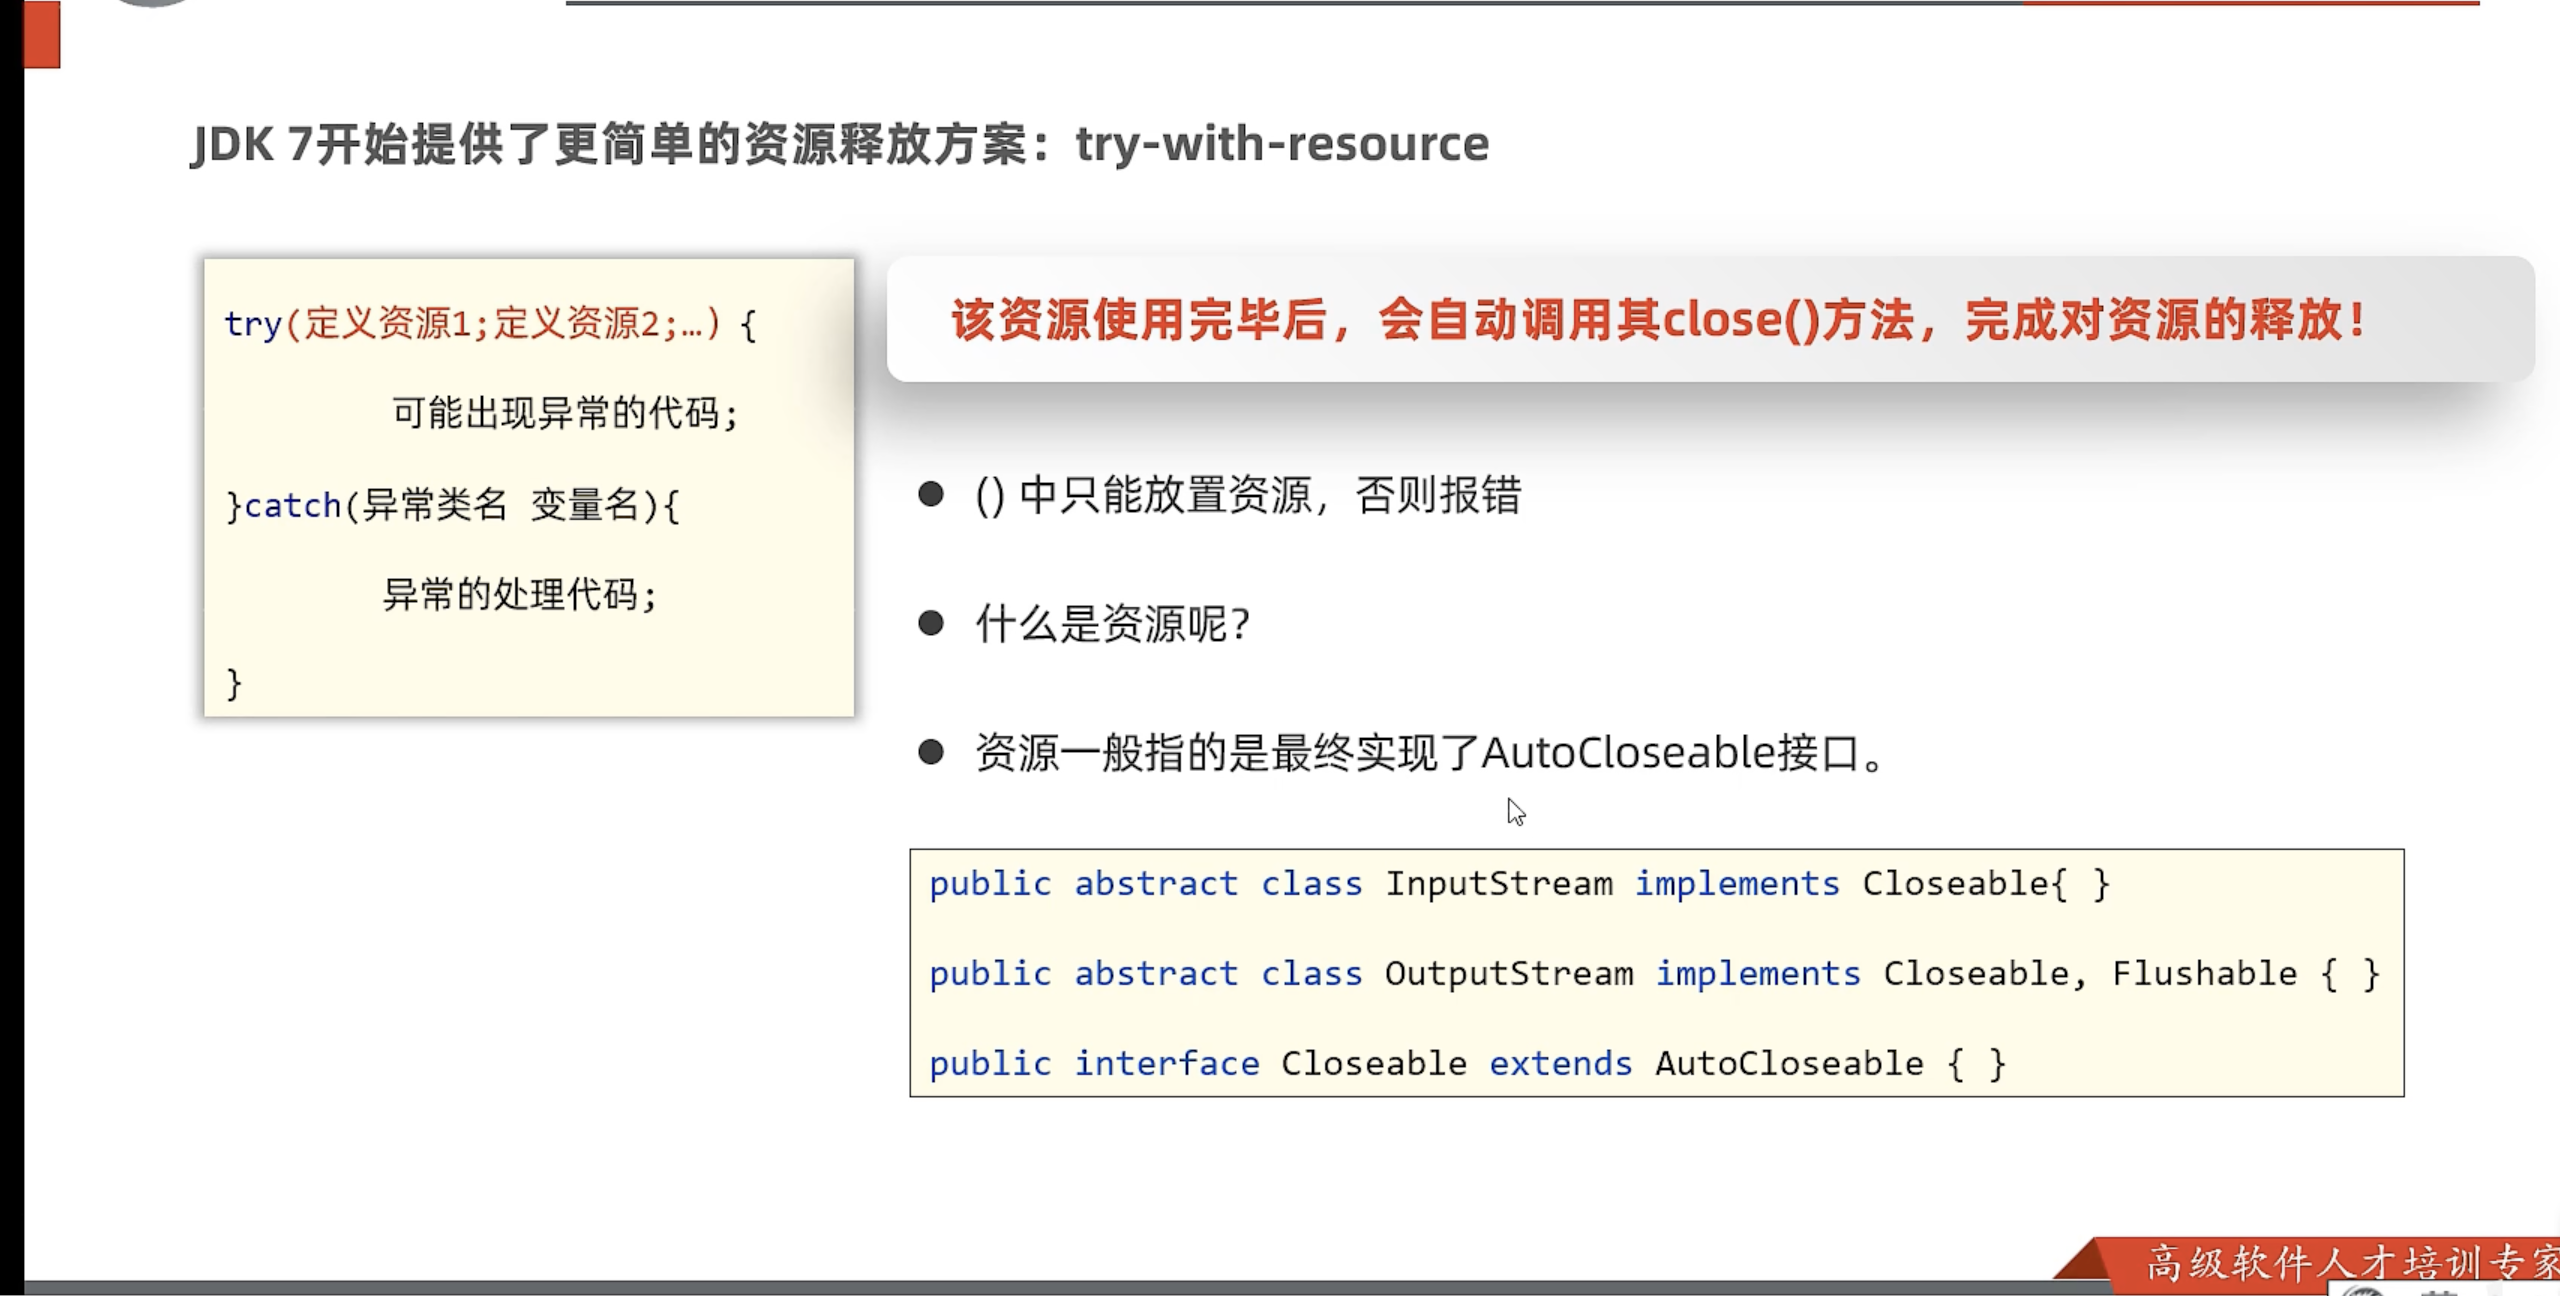 JDK 7开始提供了更简单的资源释放方案：try-with-resource
try(定义资源1;定义资源2;…) {
可能出现异常的代码;
}catch(异常类名 变量名){
异常的处理代码;
}
该资源使用完毕后，会自动调用其close()方法，完成对资源的释放！
() 中只能放置资源，否则报错
什么是资源呢？
资源一般指的是最终实现了AutoCloseable接口。
public abstract class InputStream implements Closeable{ }
public abstract class OutputStream implements Closeable, Flushable { }
public interface Closeable extends AutoCloseable { }
高级软件人才培训专家